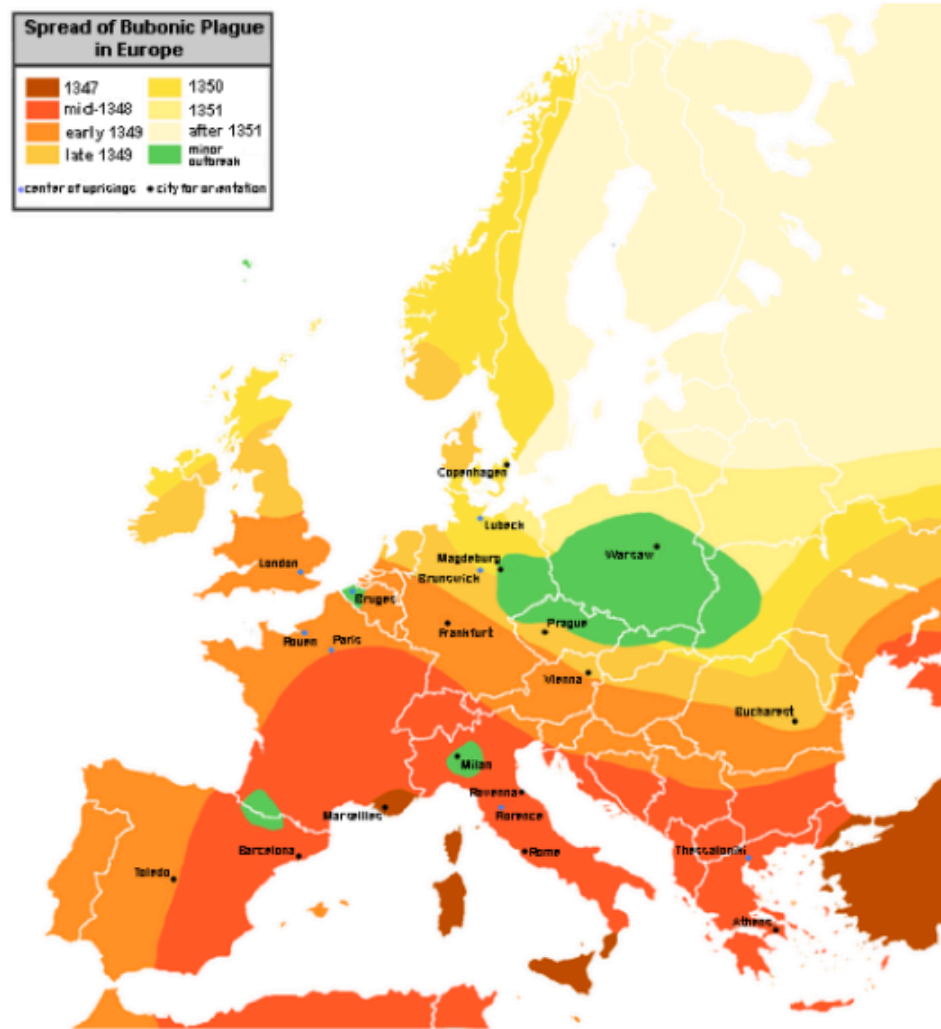 Spread of Bubonic Plague
in Europe
1347
mid-1348
early 1349
late 1349
1350
1351
after 1351
minor
outbreak
center of uprisings
city for orientation
Copenhagen
Lubeck
Magdeburg
Brunswick
Warsaw
London
Bruges
Prague
Frankfurt
Rouen
Paris
Vienna
Bucharest
Milan
Ravenna
Florence
Marseilles
Rome
Barcelona
Toledo
Thessaloniki
Athens